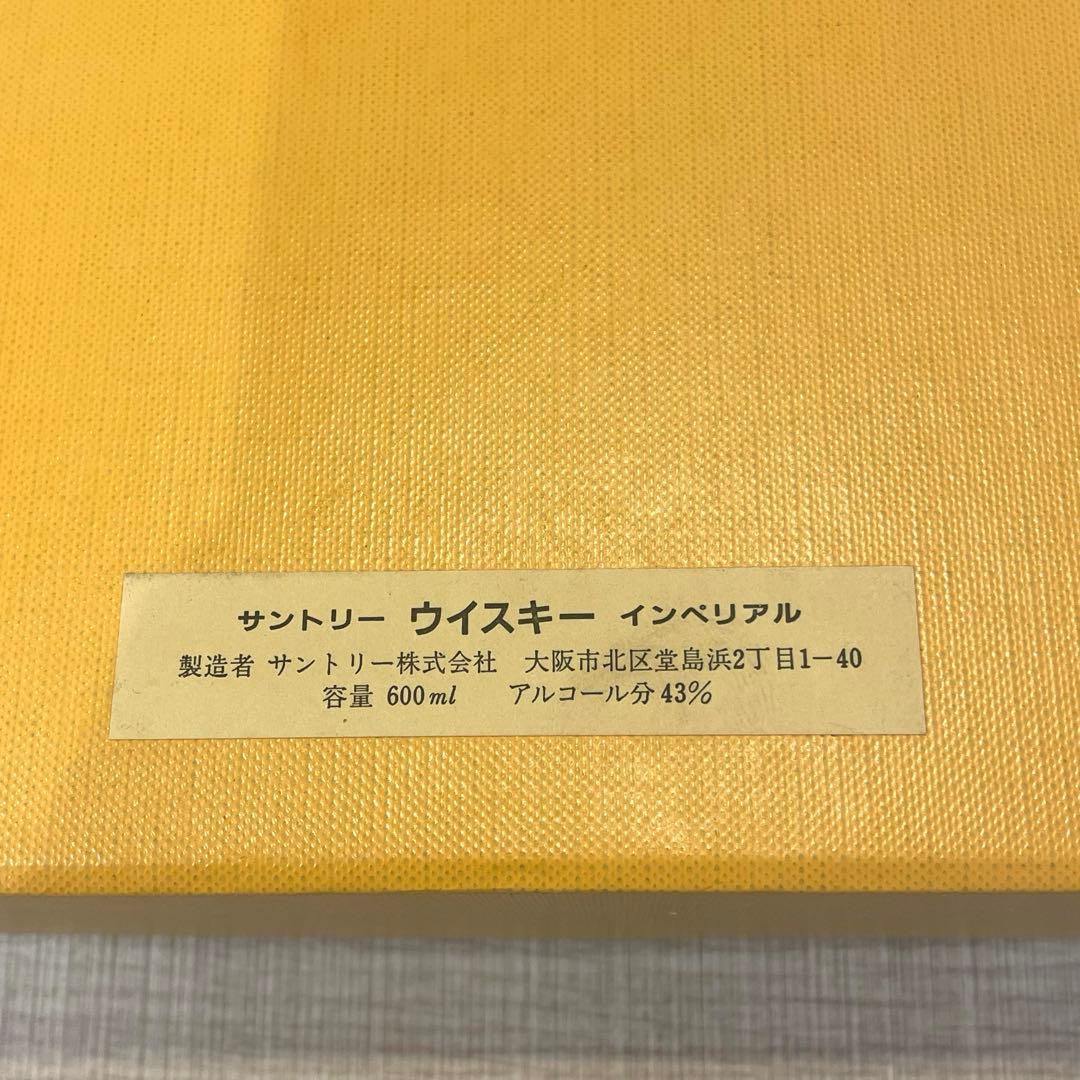 サントリー ウイスキー インペリアル
製造者 サントリー株式会社 大阪市北区堂島浜2丁目1-40
容量 600ml アルコール分43%